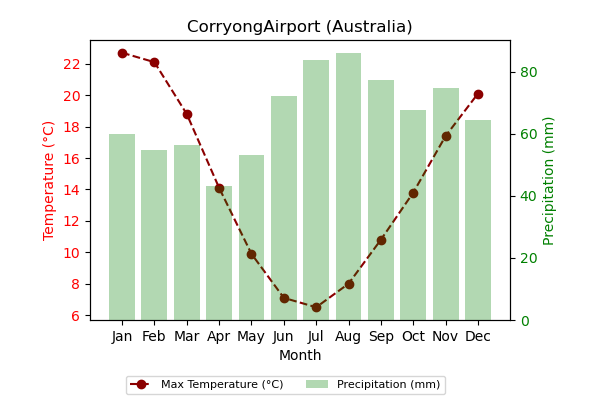 CorryongAirport (Australia)
22
20
18
16
14
12
10
8
6
Temperature (°C)
80
60
40
20
0
Precipitation (mm)
Jan Feb Mar Apr May Jun Jul Aug Sep Oct Nov Dec
Month
Max Temperature (°C) Precipitation (mm)